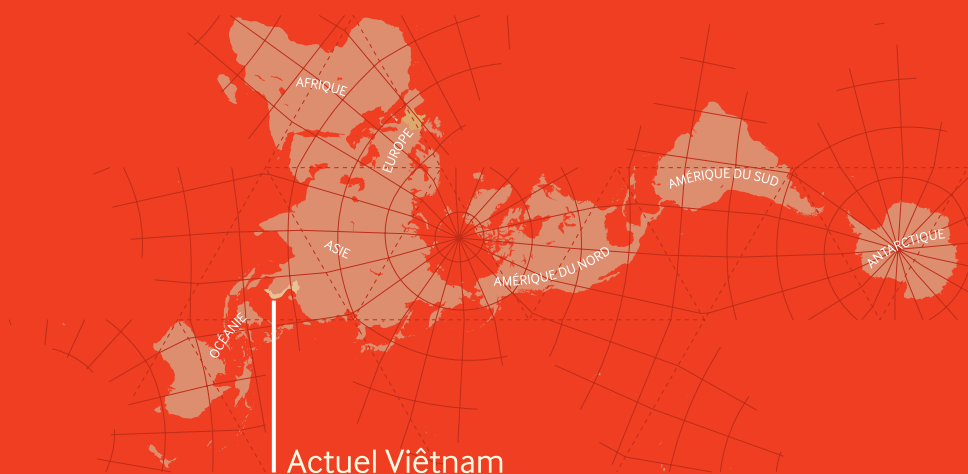 AFRIQUE
EUROPE
AMÉRIQUE DU SUD
ASIE
AMÉRIQUE DU NORD
ANTARCTIQUE
OCÉANIE
Actuel Viêtnam